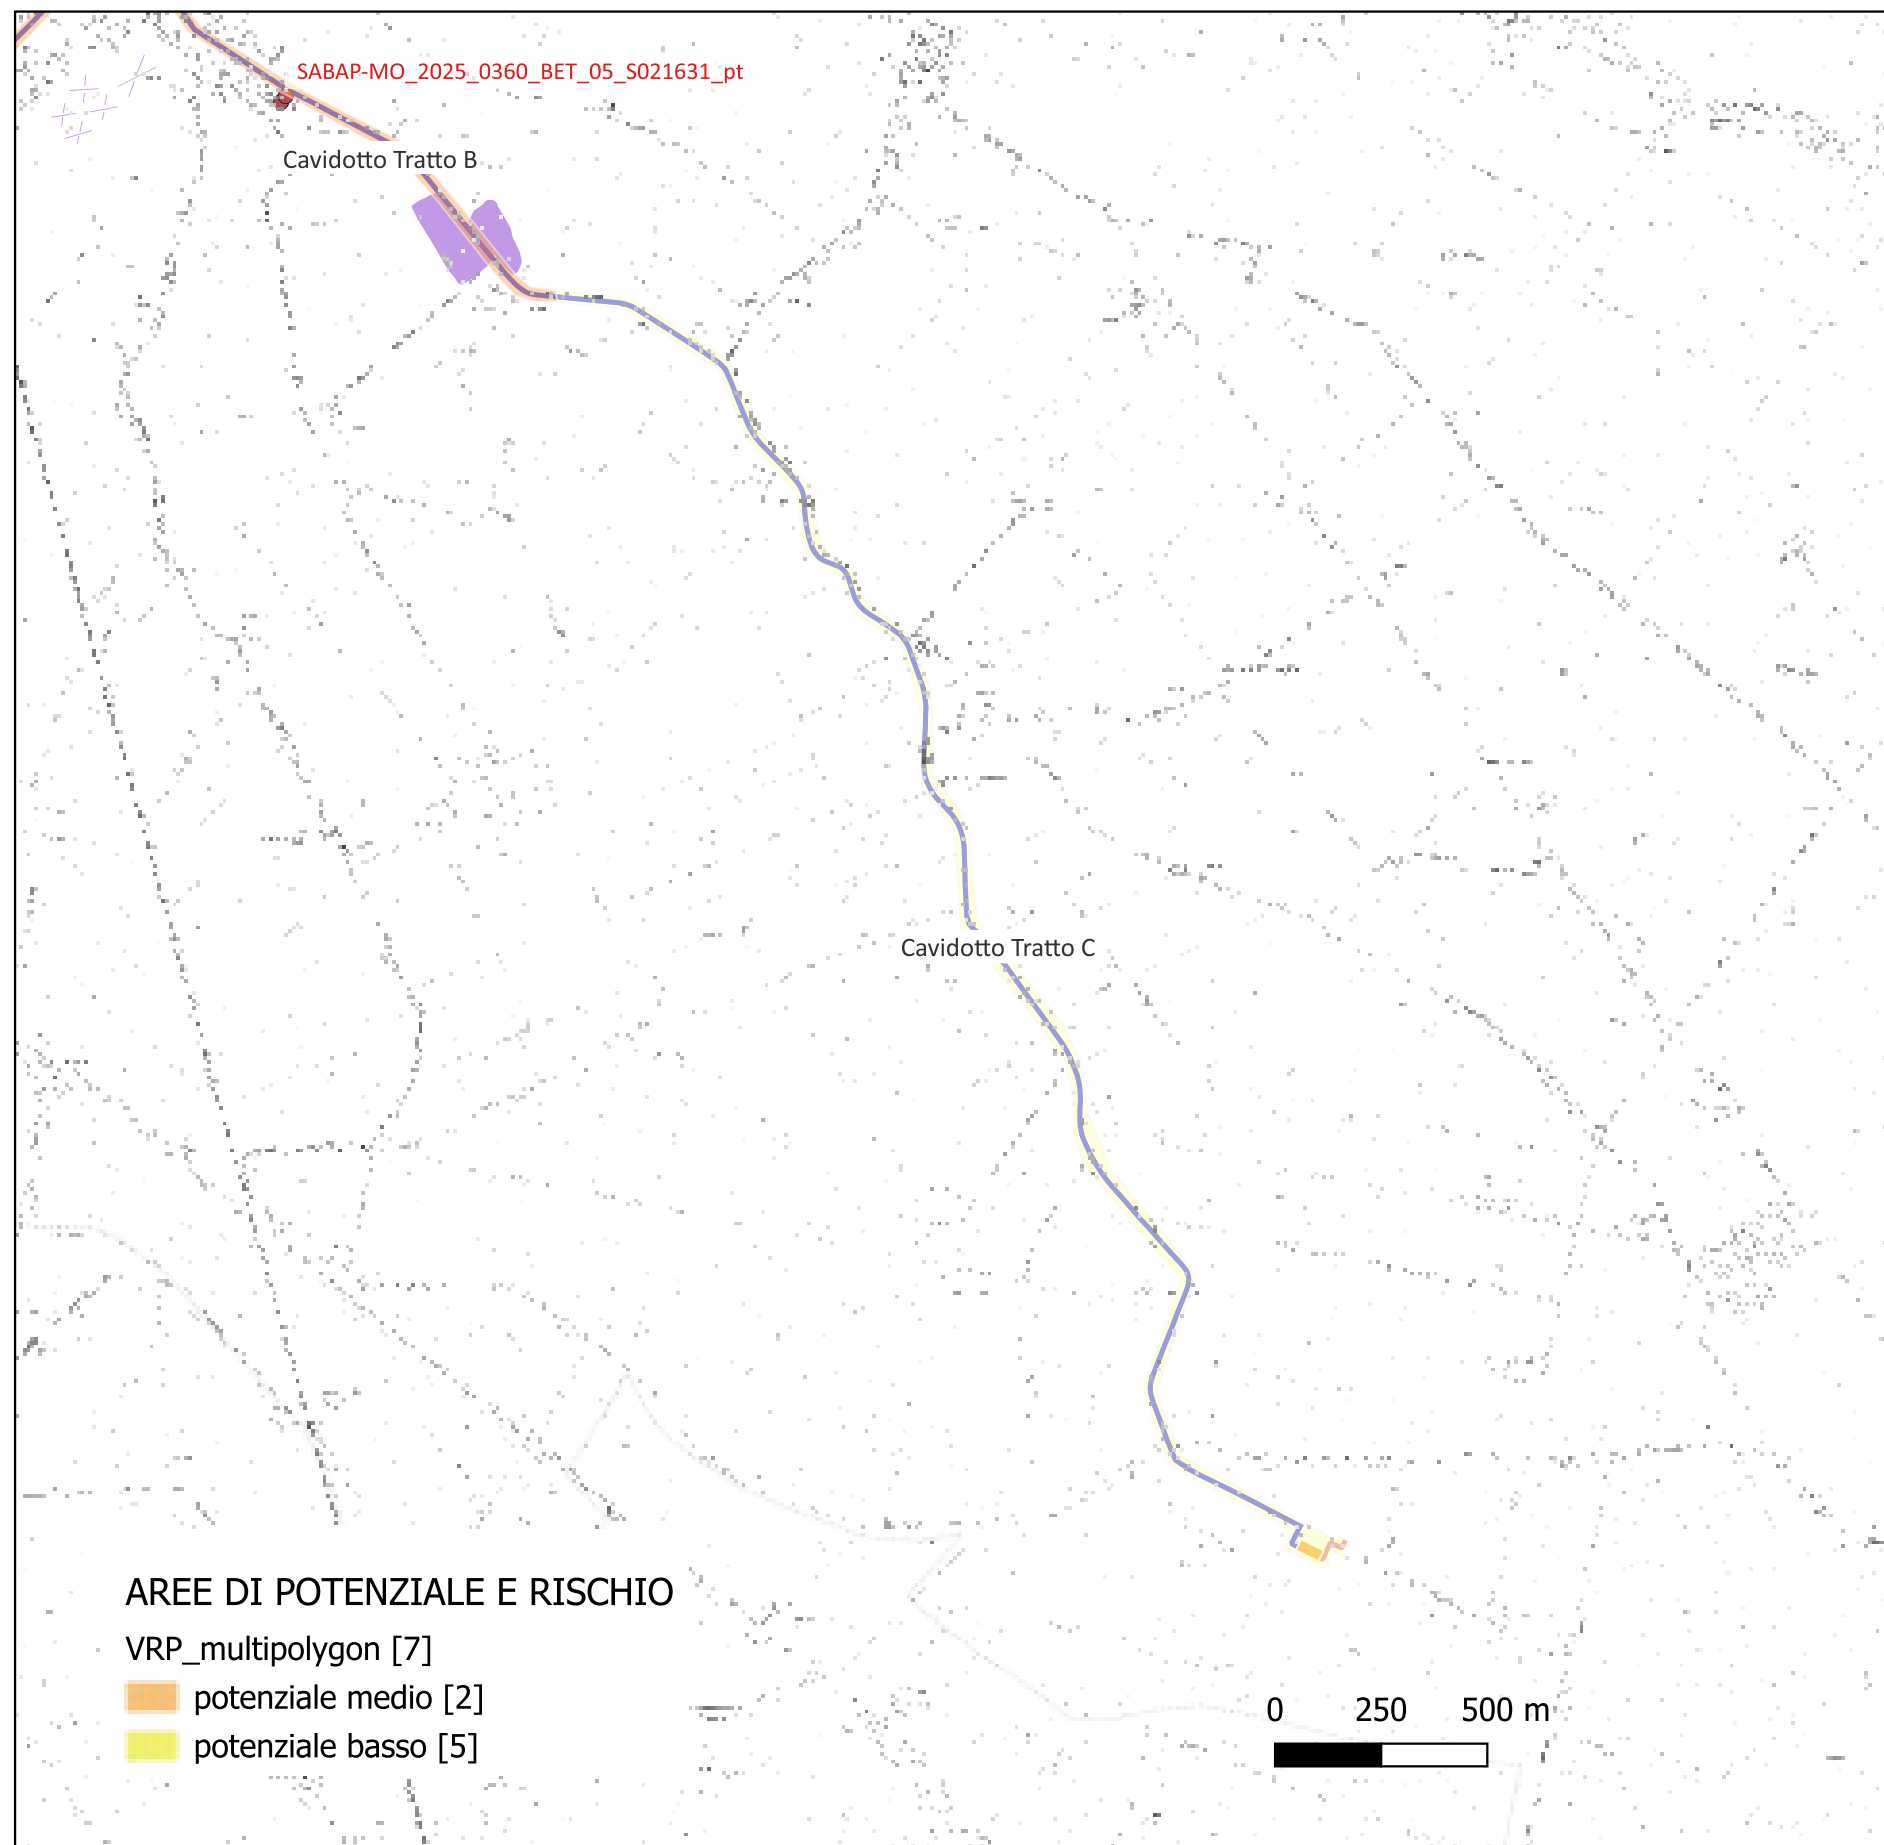 SABAP-MO_2025_0360_BET_05_S021631_pt
Cavidotto Tratto B
Cavidotto Tratto C
AREE DI POTENZIALE E RISCHIO
VRP_multipolygon [7]
potenziale medio [2]
potenziale basso [5]
0 250 500 m